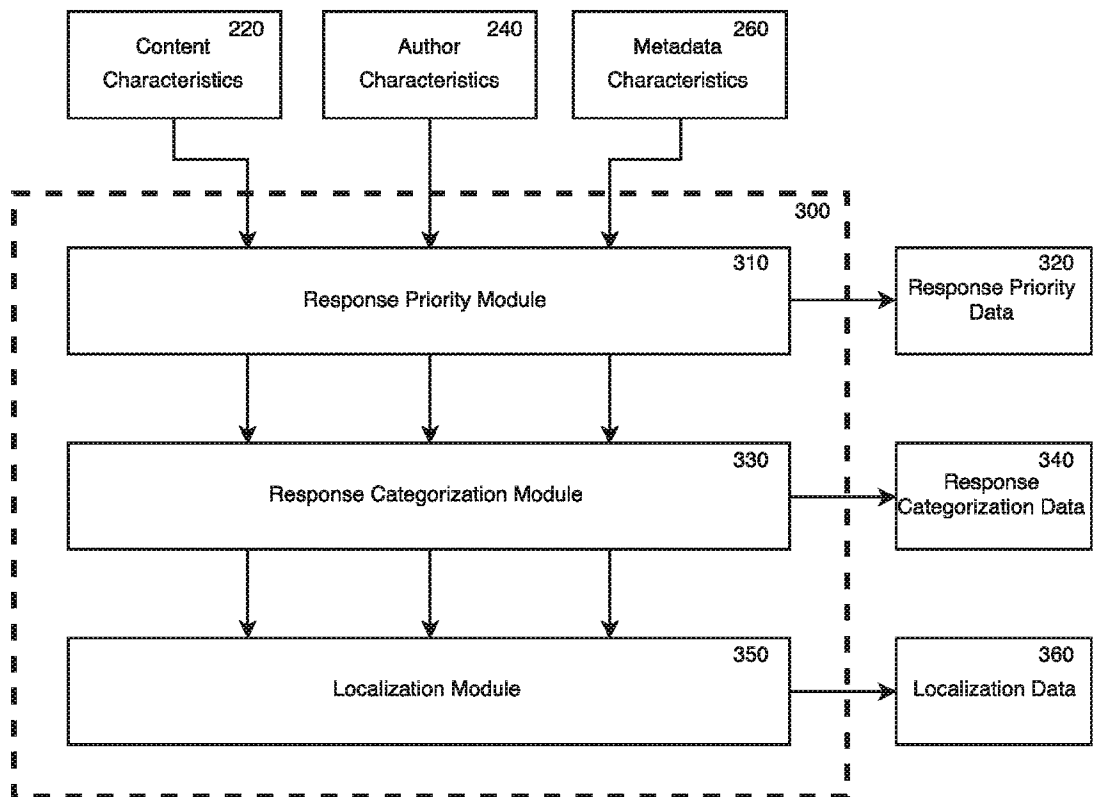 220
Content
Characteristics
240
Author
Characteristics
260
Metadata
Characteristics
300
310
Response Priority Module
320
Response Priority
Data
330
Response Categorization Module
340
Response
Categorization Data
350
Localization Module
360
Localization Data